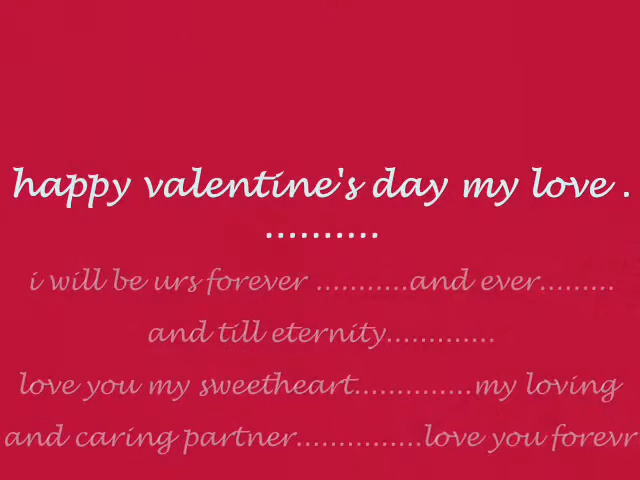 happy valentine's day my love .
..........
i will be urs forever ...........and ever.........
and till eternity.............
love you my sweetheart..............my loving
and caring partner...............love you forevr